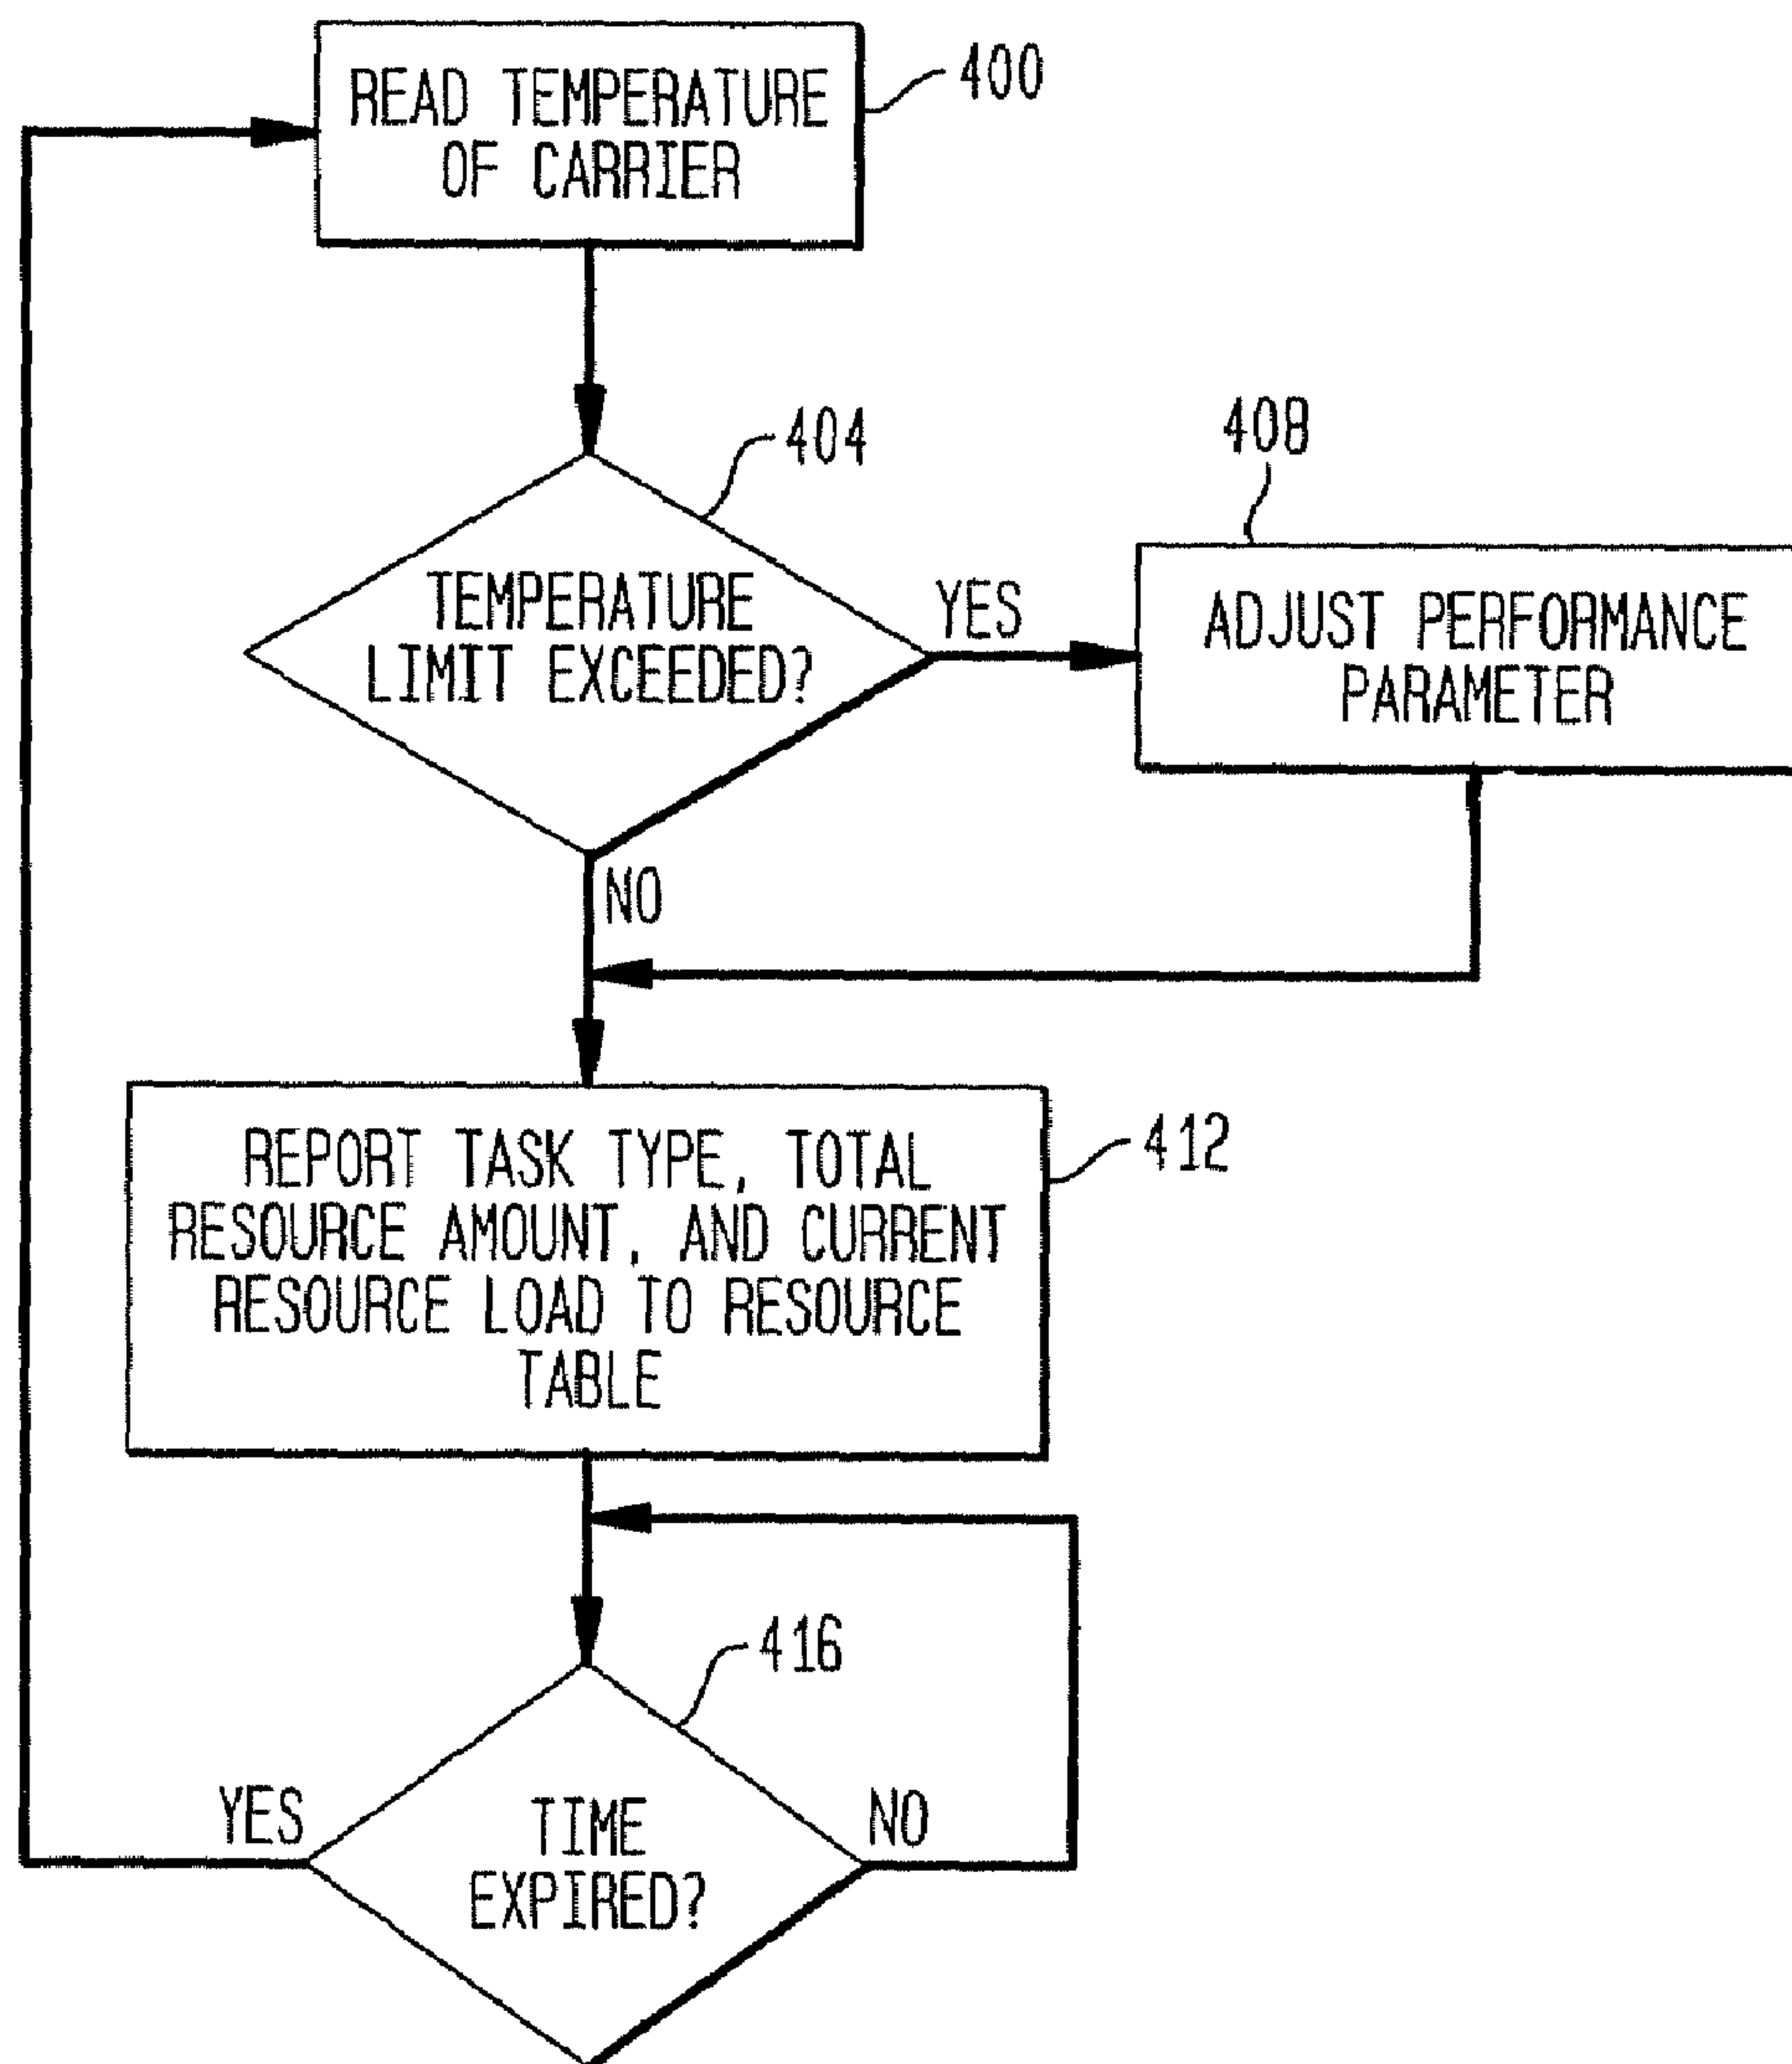 READ TEMPERATURE
OF CARRIER
400
404
408
TEMPERATURE
LIMIT EXCEEDED?
YES
ADJUST PERFORMANCE
PARAMETER
NO
REPORT TASK TYPE, TOTAL
RESOURCE AMOUNT, AND CURRENT
RESOURCE LOAD TO RESOURCE
TABLE
412
416
YES
TIME
EXPIRED?
NO